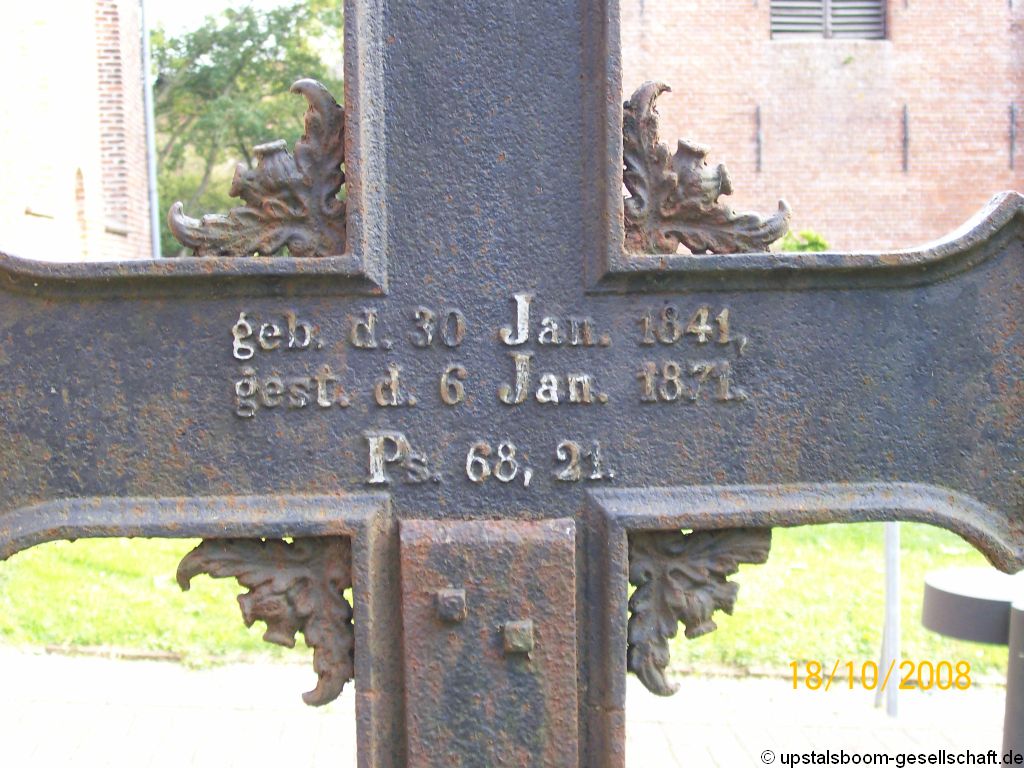 geb. d. 30 Jan. 1841,
gest. d. 6 Jan. 1871.
Ps. 68, 21.
18/10/2008
© upstalsboom-gesellschaft.de